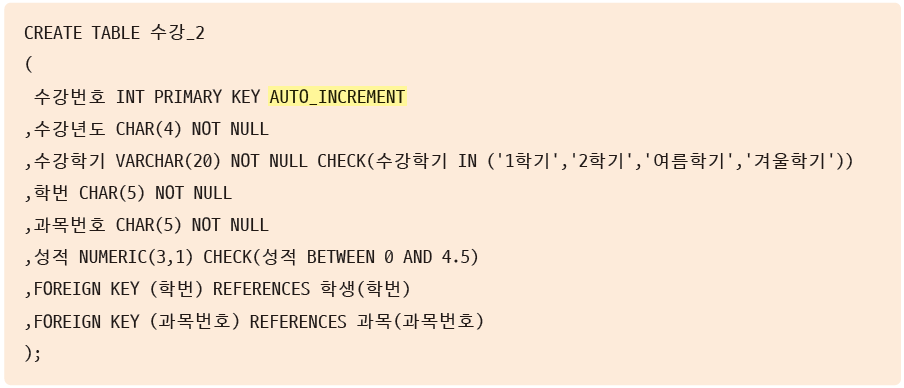 CREATE TABLE 수강_2
(
수강번호 INT PRIMARY KEY AUTO_INCREMENT
,수강년도 CHAR(4) NOT NULL
,수강학기 VARCHAR(20) NOT NULL CHECK(수강학기 IN ('1학기','2학기','여름학기','겨울학기'))
,학번 CHAR(5) NOT NULL
,과목번호 CHAR(5) NOT NULL
,성적 NUMERIC(3,1) CHECK(성적 BETWEEN 0 AND 4.5)
,FOREIGN KEY (학번) REFERENCES 학생(학번)
,FOREIGN KEY (과목번호) REFERENCES 과목(과목번호)
);